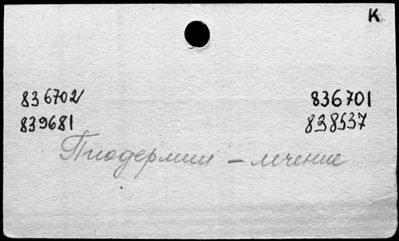 К
836702 836701
839681 838537
Пиодермии - лечение